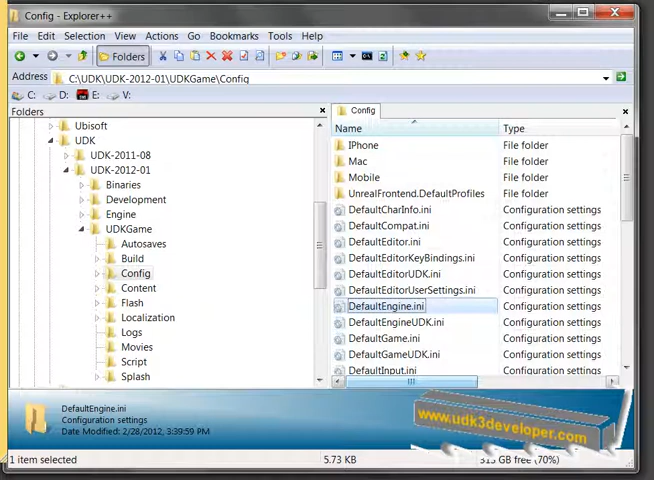 Config - Explorer++
File Edit Selection View Actions Go Bookmarks Tools Help
Folders
Address C:\UDK\UDK-2012-01\UDKGame\Config
C: D: E: V:
Folders
Ubisoft
UDK
UDK-2011-08
UDK-2012-01
Binaries
Development
Engine
UDKGame
Autosaves
Build
Config
Content
Flash
Localization
Logs
Movies
Script
Splash
Config
Name Type
IPhone File folder
Mac File folder
Mobile File folder
UnrealFrontend.DefaultProfiles File folder
DefaultCharInfo.ini Configuration settings
DefaultCompat.ini Configuration settings
DefaultEditor.ini Configuration settings
DefaultEditorKeyBindings.ini Configuration settings
DefaultEditorUDK.ini Configuration settings
DefaultEditorUserSettings.ini Configuration settings
DefaultEngine.ini Configuration settings
DefaultEngineUDK.ini Configuration settings
DefaultGame.ini Configuration settings
DefaultGameUDK.ini Configuration settings
DefaultInput.ini Configuration settings
DefaultEngine.ini
Configuration settings
Date Modified: 2/28/2012, 3:39:59 PM
www.udk3developer.com
1 item selected 5.73 KB free (70%)